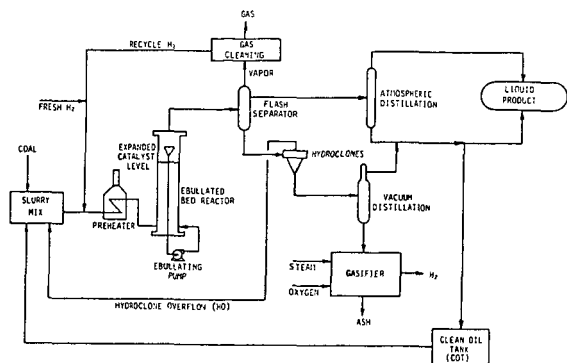 GAS
RECYCLE H₂
GAS
CLEANING
VAPOR
FRESH H₂
FLASH
SEPARATOR
ATMOSPHERIC
DISTILLATION
LIQUID
PRODUCT
COAL
EXPANDED
CATALYST
LEVEL
HYDROCLONES
SLURRY
MIX
EBULLATED
BED REACTOR
PREHEATER
VACUUM
DISTILLATION
EBULLATING
PUMP
STEAM
GASIFIER
H₂
OXYGEN
HYDROCLONE OVERFLOW (HO)
ASH
CLEAN OIL
TANK
(COT)